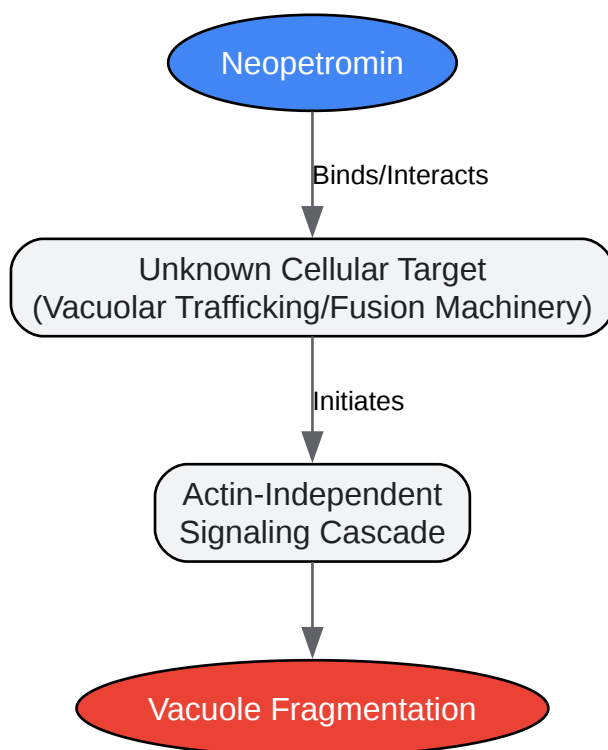 Neopetromin
Binds/Interacts
Unknown Cellular Target
(Vacuolar Trafficking/Fusion Machinery)
Initiates
Actin-Independent
Signaling Cascade
Vacuole Fragmentation